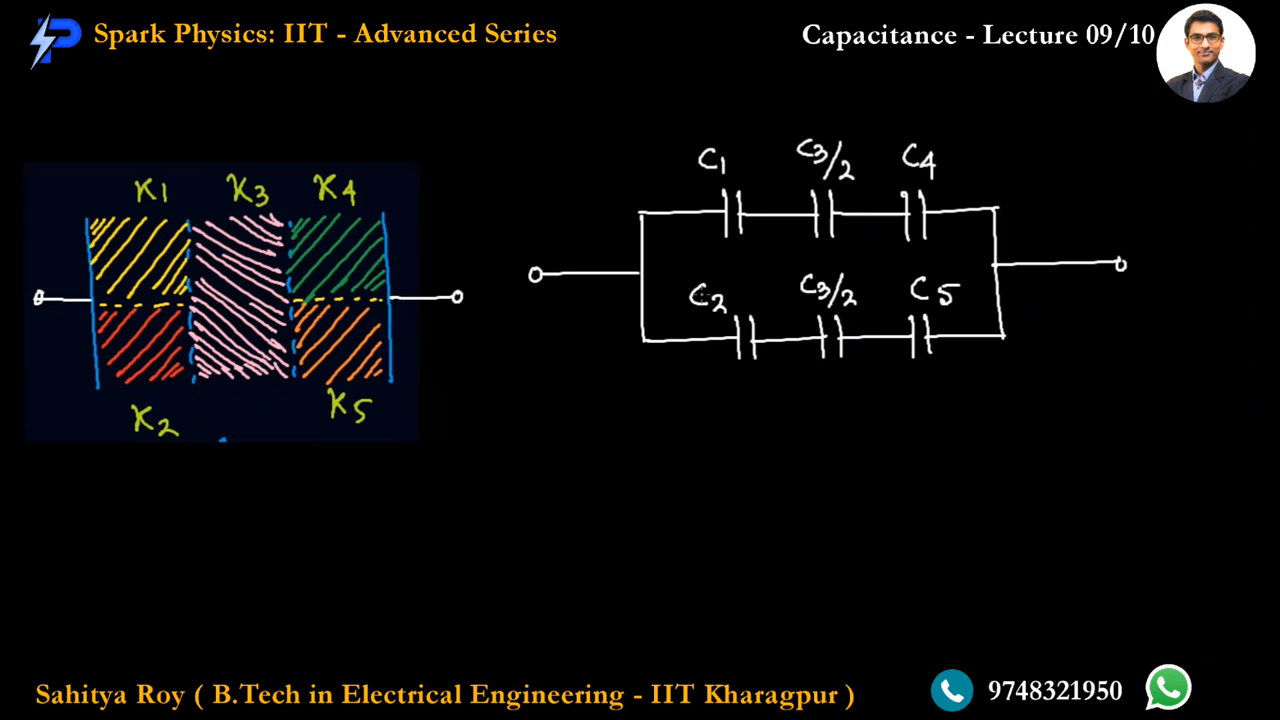 Spark Physics: IIT - Advanced Series
Capacitance - Lecture 09/10
K1 K3 K4
K2 K5
C1 C3/2 C4
C2 C3/2 C5
Sahitya Roy ( B.Tech in Electrical Engineering - IIT Kharagpur )
9748321950